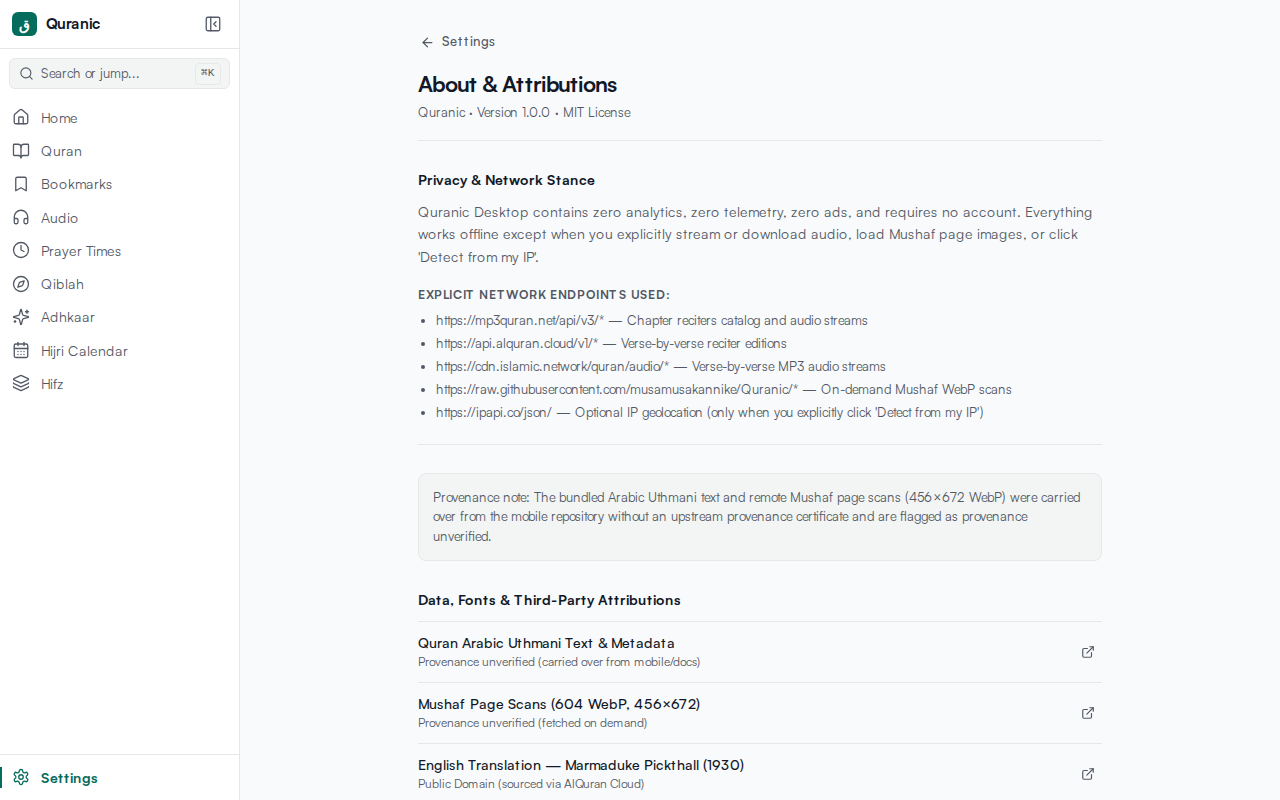 ق Quranic
Search or jump... ⌘K
Home
Quran
Bookmarks
Audio
Prayer Times
Qiblah
Adhkaar
Hijri Calendar
Hifz
Settings
Settings
About & Attributions
Quranic • Version 1.0.0 • MIT License
Privacy & Network Stance
Quranic Desktop contains zero analytics, zero telemetry, zero ads, and requires no account. Everything
works offline except when you explicitly stream or download audio, load Mushaf page images, or click
'Detect from my IP'.
EXPLICIT NETWORK ENDPOINTS USED:
• https://mp3quran.net/api/v3/* — Chapter reciters catalog and audio streams
• https://api.alquran.cloud/v1/* — Verse-by-verse reciter editions
• https://cdn.islamic.network/quran/audio/* — Verse-by-verse MP3 audio streams
• https://raw.githubusercontent.com/musamusakannike/Quranic/* — On-demand Mushaf WebP scans
• https://ipapi.co/json/ — Optional IP geolocation (only when you explicitly click 'Detect from my IP')
Provenance note: The bundled Arabic Uthmani text and remote Mushaf page scans (456×672 WebP) were carried
over from the mobile repository without an upstream provenance certificate and are flagged as provenance
unverified.
Data, Fonts & Third-Party Attributions
Quran Arabic Uthmani Text & Metadata
Provenance unverified (carried over from mobile/docs)
Mushaf Page Scans (604 WebP, 456×672)
Provenance unverified (fetched on demand)
English Translation — Marmaduke Pickthall (1930)
Public Domain (sourced via AlQuran Cloud)